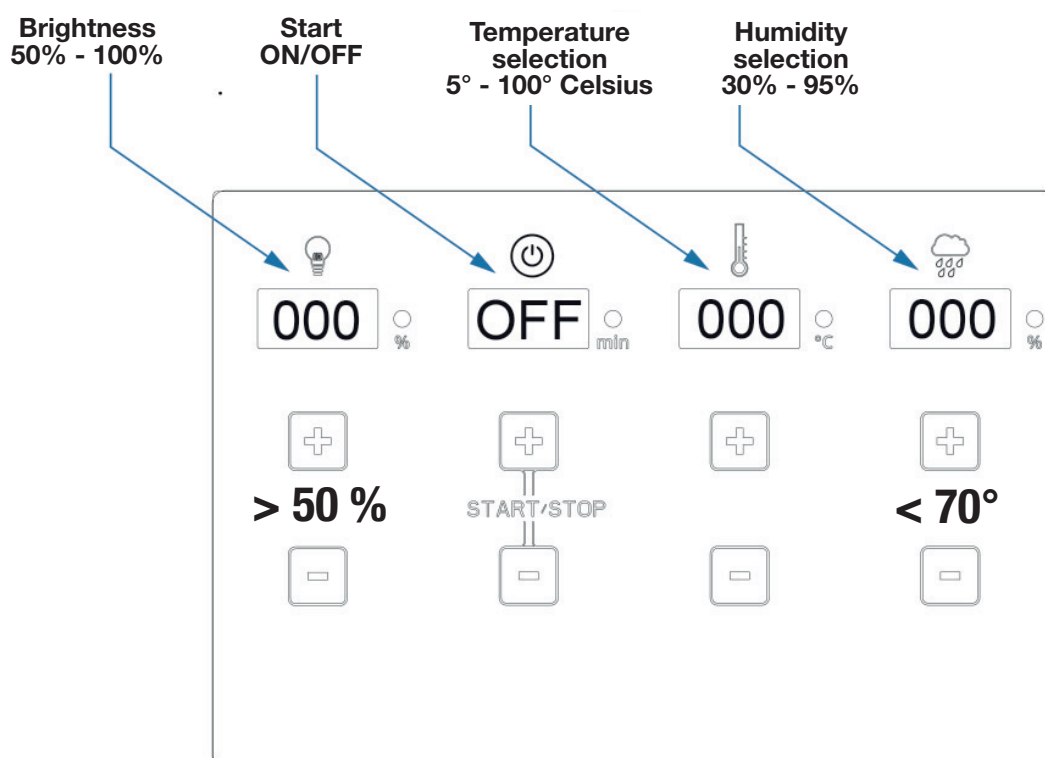 Brightness
50% - 100%
Start
ON/OFF
Temperature
selection
5° - 100° Celsius
Humidity
selection
30% - 95%
000
%
OFF
min
000
°C
000
%
> 50 %
START/STOP
< 70°